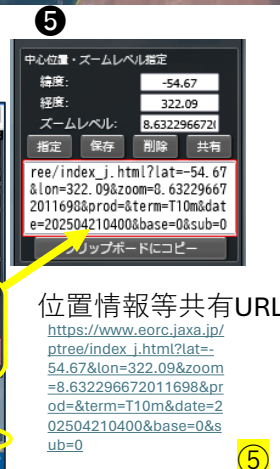 ❺
中心位置・ズームレベル指定
緯度: -54.67
経度: 322.09
ズームレベル: 8.6322966720
指定 保存 削除 共有
ree/index_j.html?lat=-54.67
&lon=322.09&zoom=8.63229667
2011698&prod=&term=T10m&dat
e=202504210400&base=0&sub=0
クリップボードにコピー
位置情報等共有URL
https://www.eorc.jaxa.jp/
ptree/index_j.html?lat=-
54.67&lon=322.09&zoom
=8.632296672011698&pr
od=&term=T10m&date=2
02504210400&base=0&s
ub=0
⑤